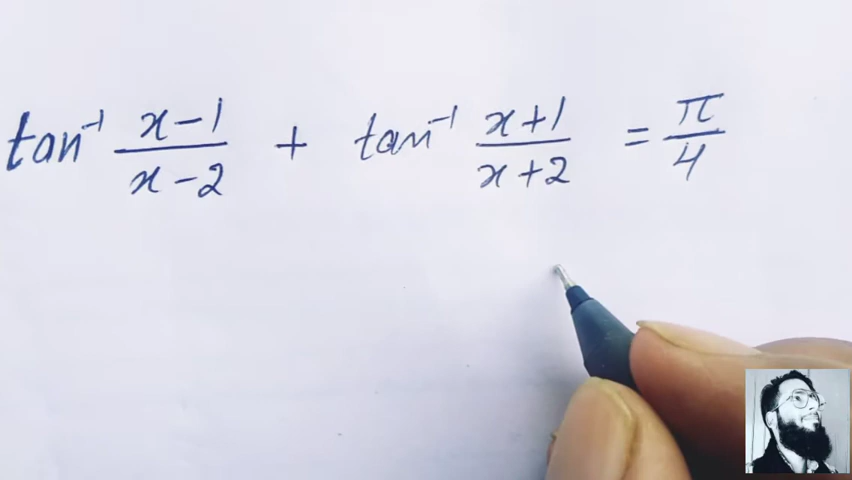 tan⁻¹ (x-1)/(x-2) + tan⁻¹ (x+1)/(x+2) = π/4